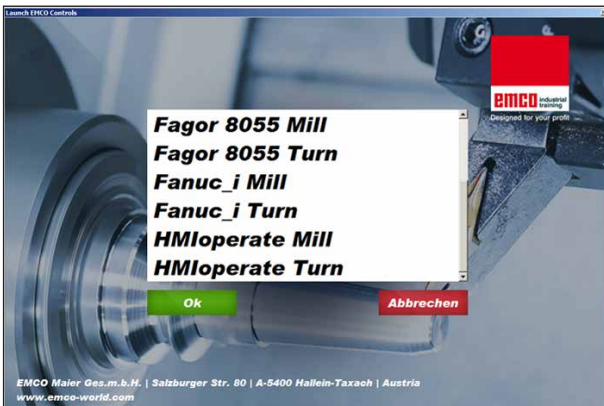 Launch EMCO Controls
emco industrial training
Designed for your profit
Fagor 8055 Mill
Fagor 8055 Turn
Fanuc_i Mill
Fanuc_i Turn
HMIoperate Mill
HMIoperate Turn
Ok
Abbrechen
EMCO Maier Ges.m.b.H. | Salzburger Str. 80 | A-5400 Hallein-Taxach | Austria
www.emco-world.com